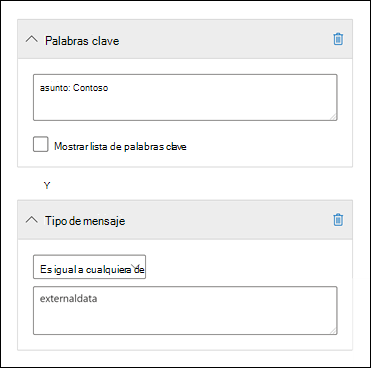 Palabras clave
asunto: Contoso
Mostrar lista de palabras clave
Y
Tipo de mensaje
Es igual a cualquiera de
externaldata